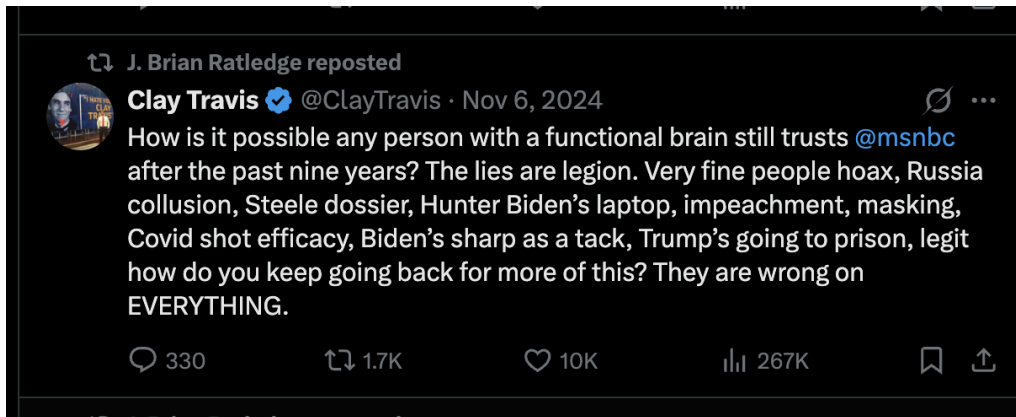 J. Brian Ratledge reposted
Clay Travis @ClayTravis · Nov 6, 2024
How is it possible any person with a functional brain still trusts @msnbc
after the past nine years? The lies are legion. Very fine people hoax, Russia
collusion, Steele dossier, Hunter Biden’s laptop, impeachment, masking,
Covid shot efficacy, Biden’s sharp as a tack, Trump’s going to prison, legit
how do you keep going back for more of this? They are wrong on
EVERYTHING.
330 1.7K 10K 267K